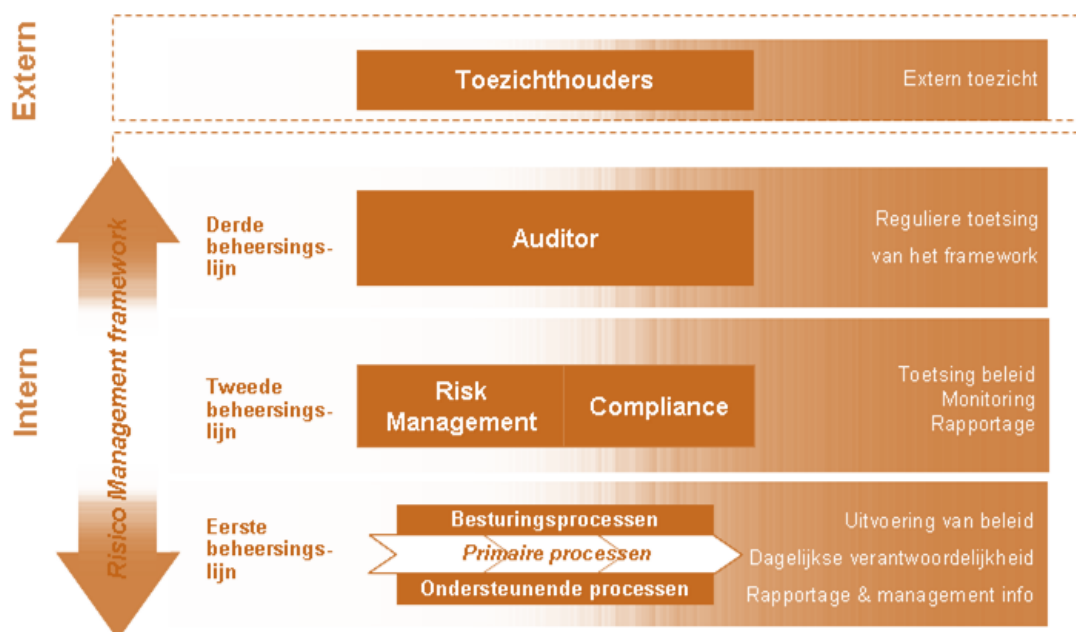 Extern
Toezichthouders
Extern toezicht
Risico Management framework
Intern
Derde
beheersings-
lijn
Auditor
Reguliere toetsing
van het framework
Tweede
beheersings-
lijn
Risk
Management
Compliance
Toetsing beleid
Monitoring
Rapportage
Eerste
beheersings-
lijn
Besturingsprocessen
Primaire processen
Ondersteunende processen
Uitvoering van beleid
Dagelijkse verantwoordelijkheid
Rapportage & management info